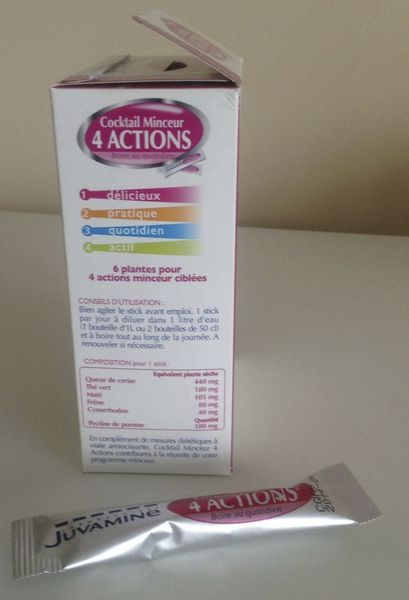 Cocktail Minceur
4 ACTIONS
Boire au quotidien
1 délicieux
2 pratique
3 quotidien
4 actif
6 plantes pour
4 actions minceur ciblées
CONSEILS D'UTILISATION :
Bien agiter le stick avant emploi. 1 stick
par jour à diluer dans 1 litre d'eau
(1 bouteille d'1L ou 2 bouteilles de 50 cl)
et à boire tout au long de la journée. A
renouveler si nécessaire.
COMPOSITION pour 1 stick :
Equivalent plante sèche
Queue de cerise 440 mg
Thé vert 180 mg
Maté 105 mg
Frêne 80 mg
Cynorrhodon 40 mg
Quantité
Pectine de pomme 180 mg
En complément de mesures diététiques à
visée amincissante, Cocktail Minceur 4
Actions contribuera à la réussite de votre
programme minceur.
JUVAMINE
4 ACTIONS
Boire au quotidien